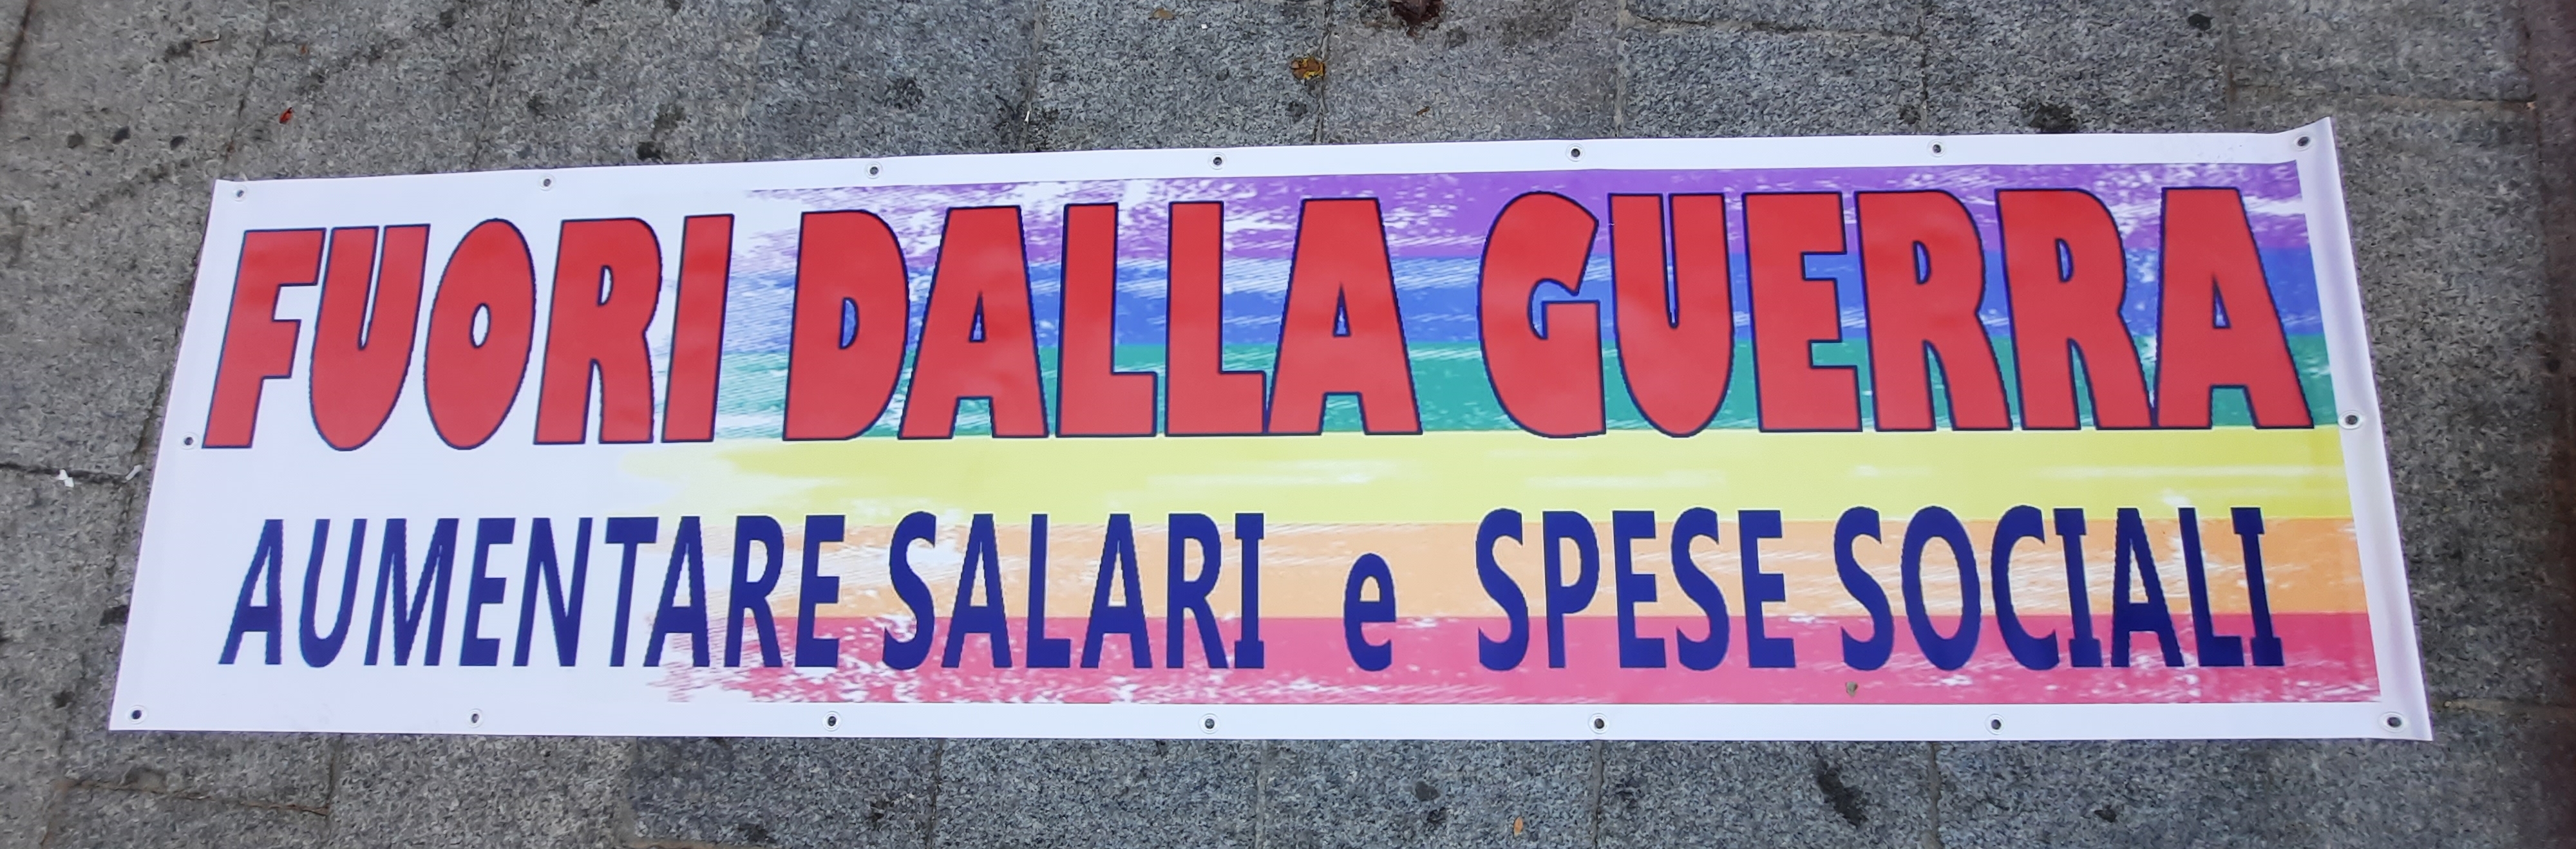 FUORI DALLA GUERRA
AUMENTARE SALARI e SPESE SOCIALI